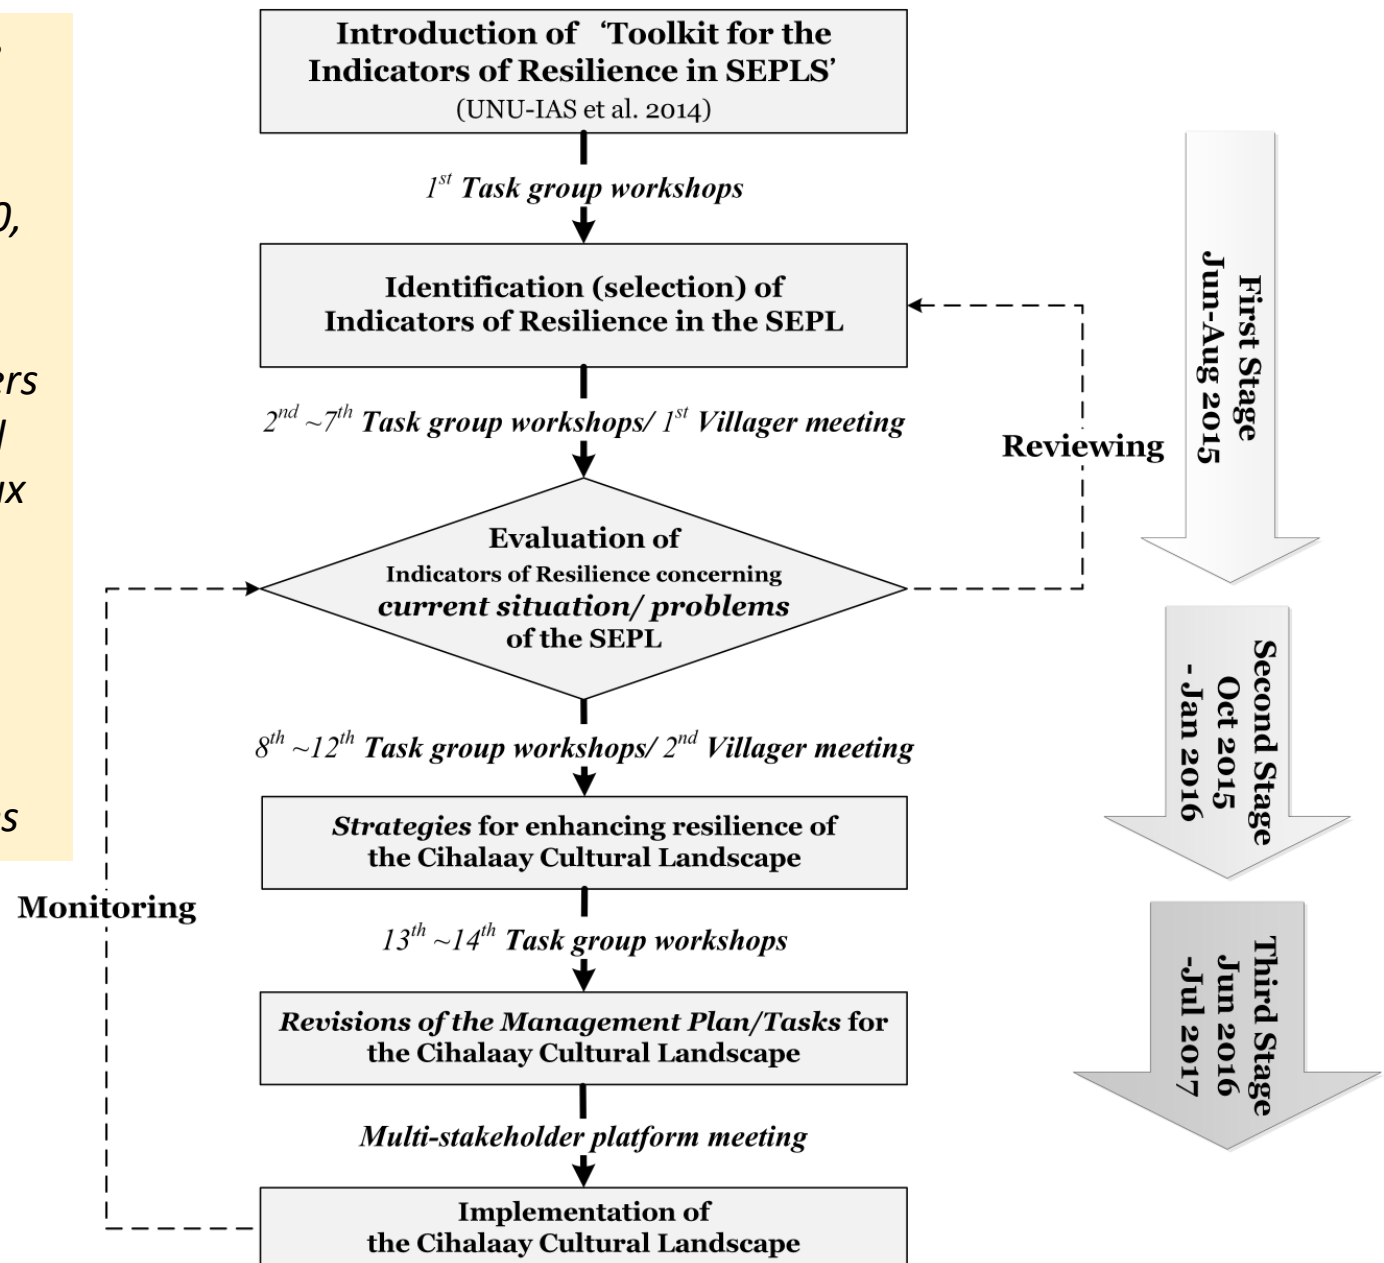 0,
ers
ux
es
Introduction of ‘Toolkit for the
Indicators of Resilience in SEPLS’
(UNU-IAS et al. 2014)
1st Task group workshops
Identification (selection) of
Indicators of Resilience in the SEPL
2nd ~7th Task group workshops/ 1st Villager meeting
Reviewing
Evaluation of
Indicators of Resilience concerning
current situation/ problems
of the SEPL
8th ~12th Task group workshops/ 2nd Villager meeting
Strategies for enhancing resilience of
the Cihalaay Cultural Landscape
Monitoring
13th ~14th Task group workshops
Revisions of the Management Plan/Tasks for
the Cihalaay Cultural Landscape
Multi-stakeholder platform meeting
Implementation of
the Cihalaay Cultural Landscape
First Stage
Jun-Aug 2015
Second Stage
Oct 2015
- Jan 2016
Third Stage
Jun 2016
-Jul 2017